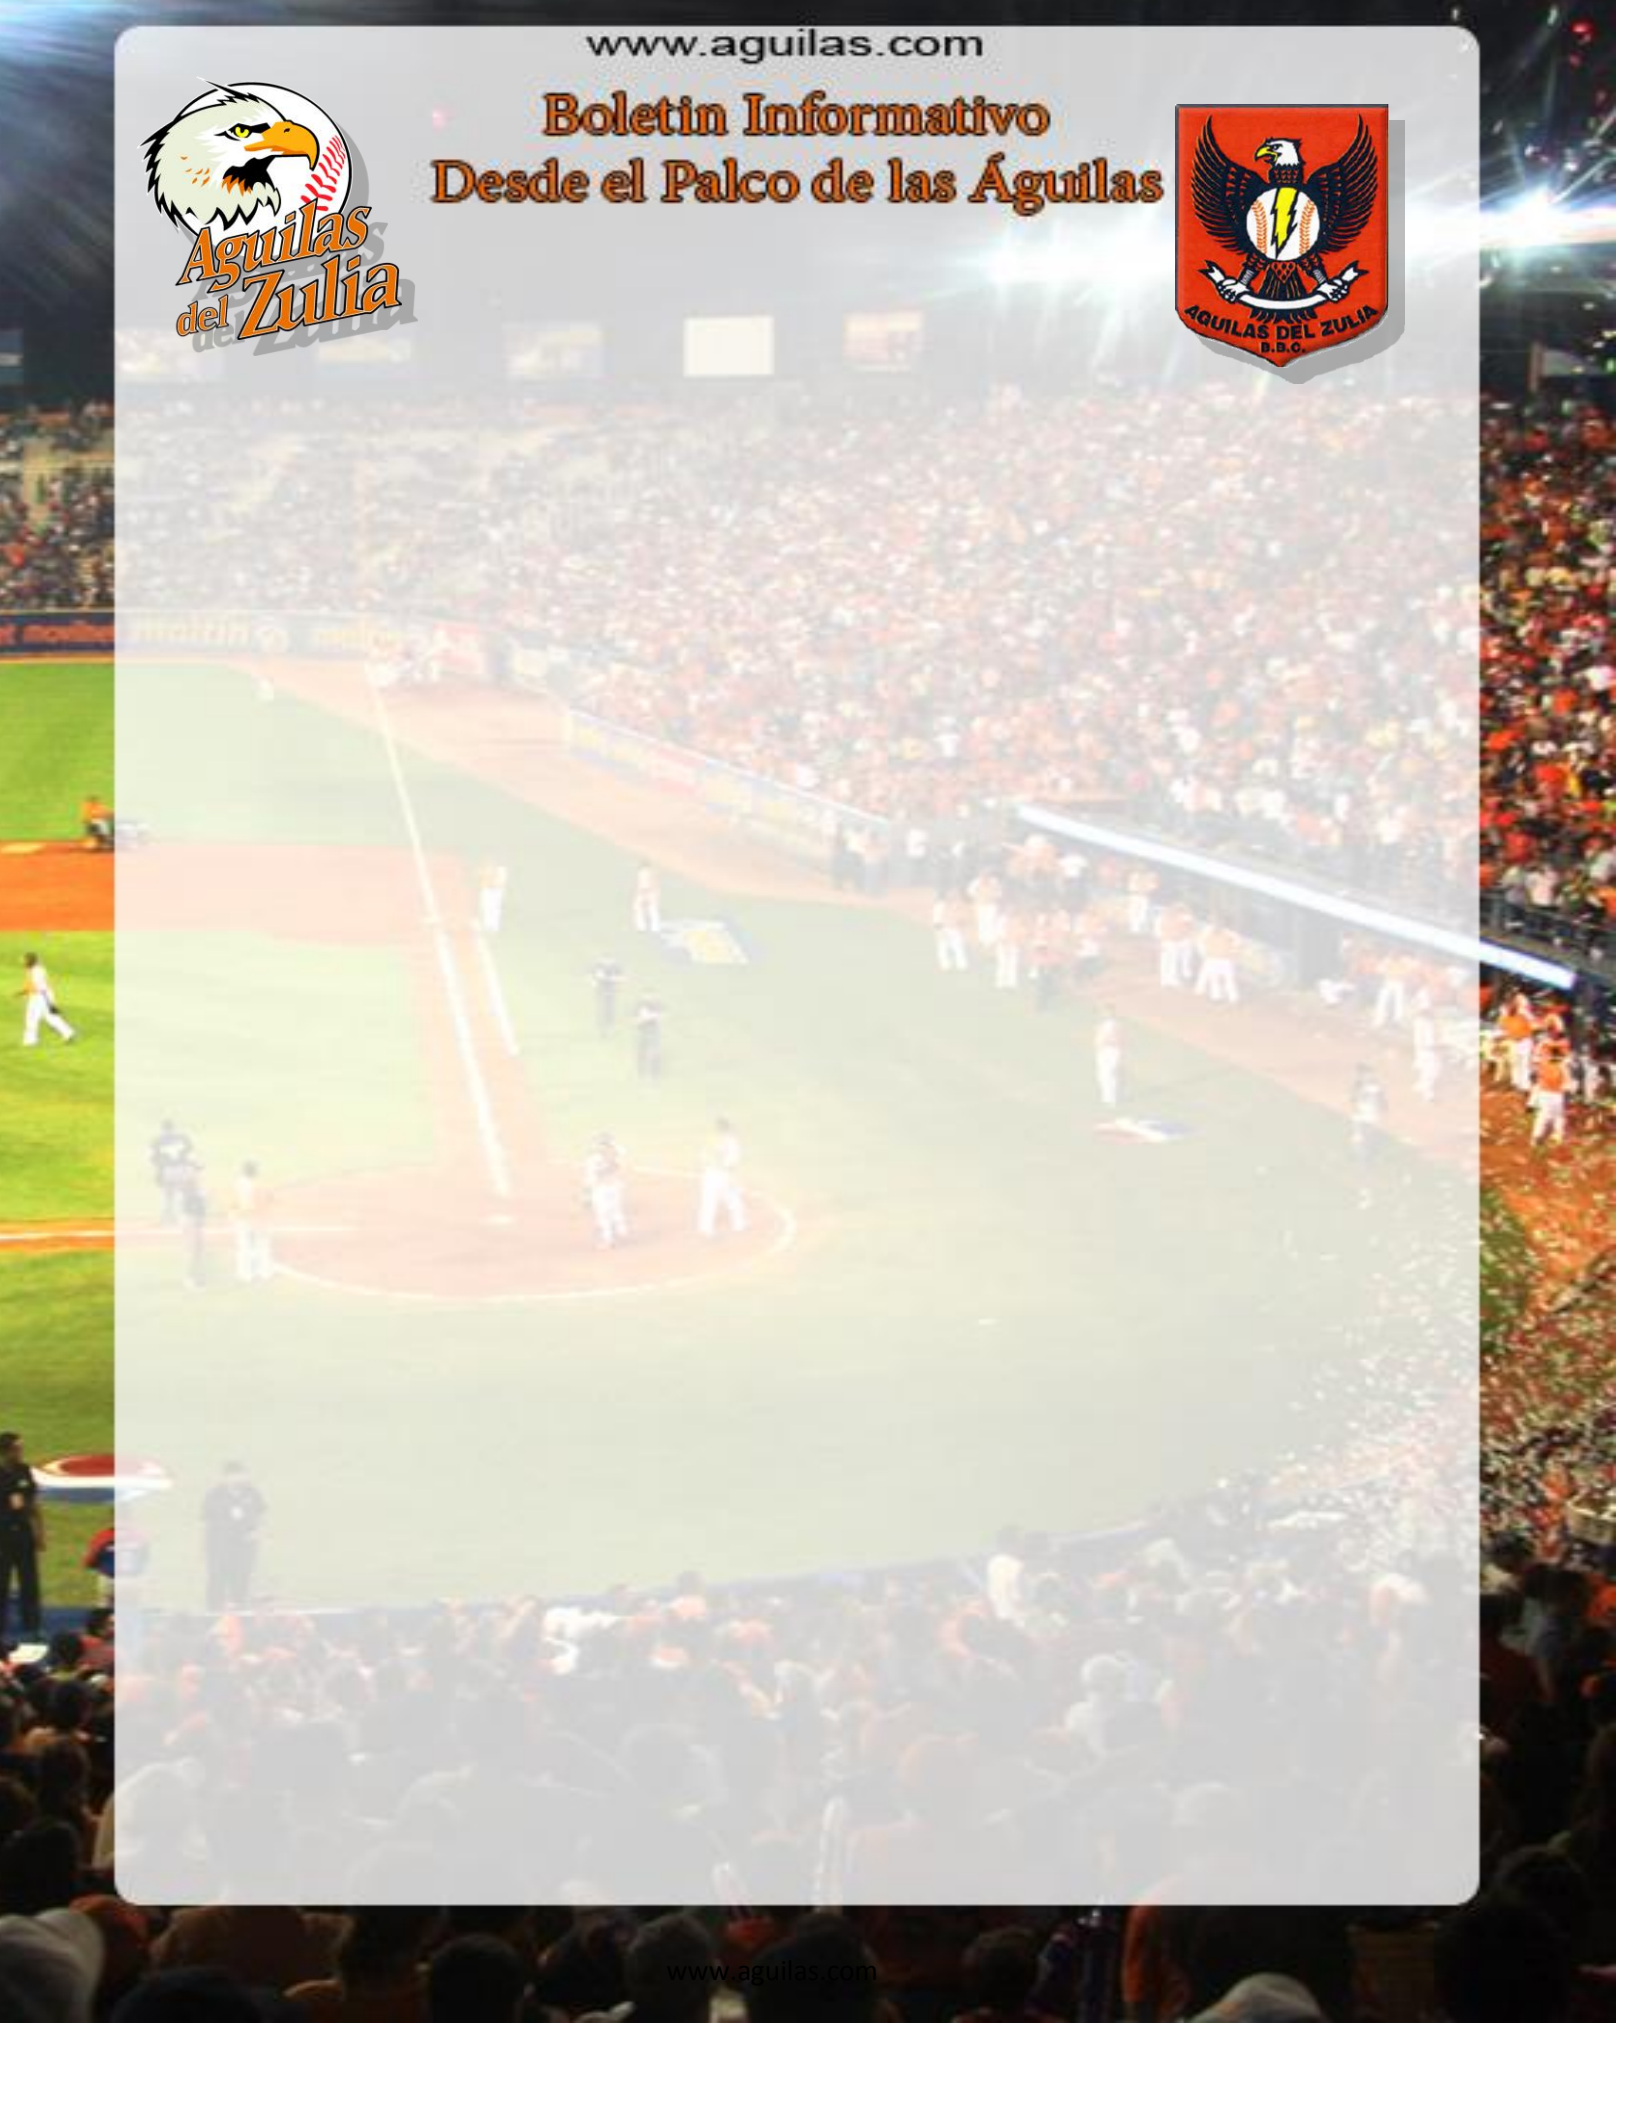 www.aguilas.com
Boletin Informativo
Desde el Palco de las Águilas
Aguilas
del Zulia
AGUILAS DEL ZULIA
B.B.C.
maltin
www.aguilas.com